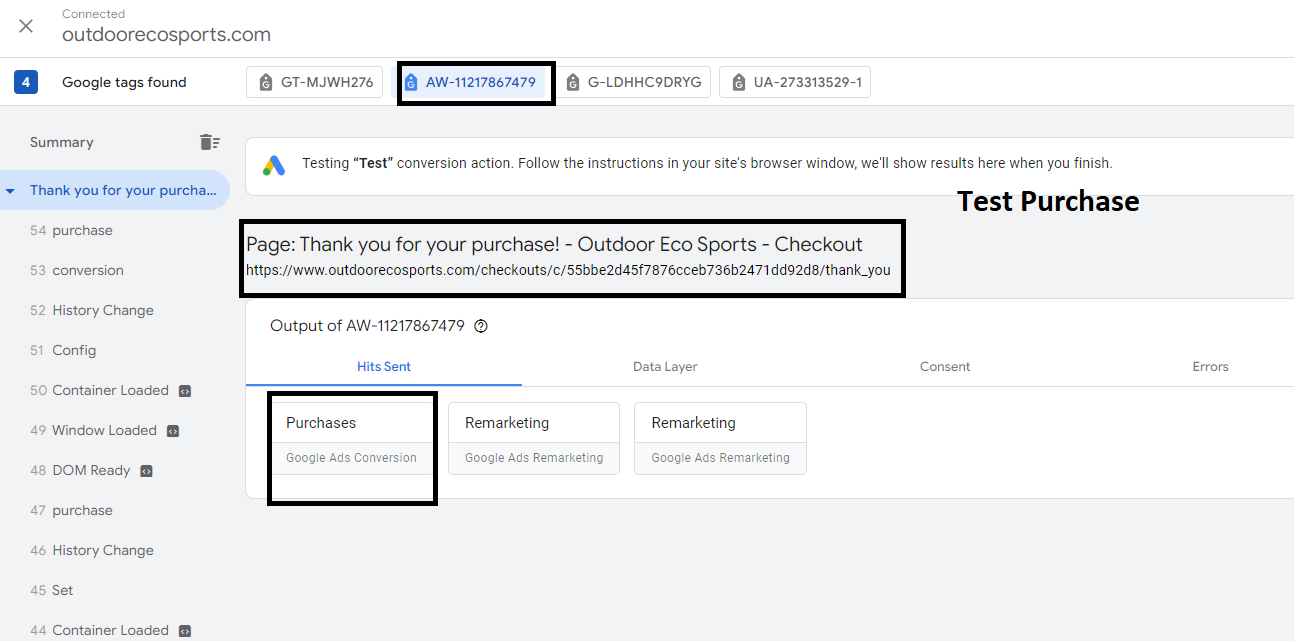 Connected
outdoorecosports.com
4 Google tags found GT-MJWH276 AW-11217867479 G-LDHHC9DRYG UA-273313529-1
Summary
Thank you for your purcha...
54 purchase
53 conversion
52 History Change
51 Config
50 Container Loaded
49 Window Loaded
48 DOM Ready
47 purchase
46 History Change
45 Set
44 Container Loaded
Testing “Test” conversion action. Follow the instructions in your site's browser window, we'll show results here when you finish.
Test Purchase
Page: Thank you for your purchase! - Outdoor Eco Sports - Checkout
https://www.outdoorecosports.com/checkouts/c/55bbe2d45f7876cceb736b2471dd92d8/thank_you
Output of AW-11217867479
Hits Sent Data Layer Consent Errors
Purchases Remarketing Remarketing
Google Ads Conversion Google Ads Remarketing Google Ads Remarketing